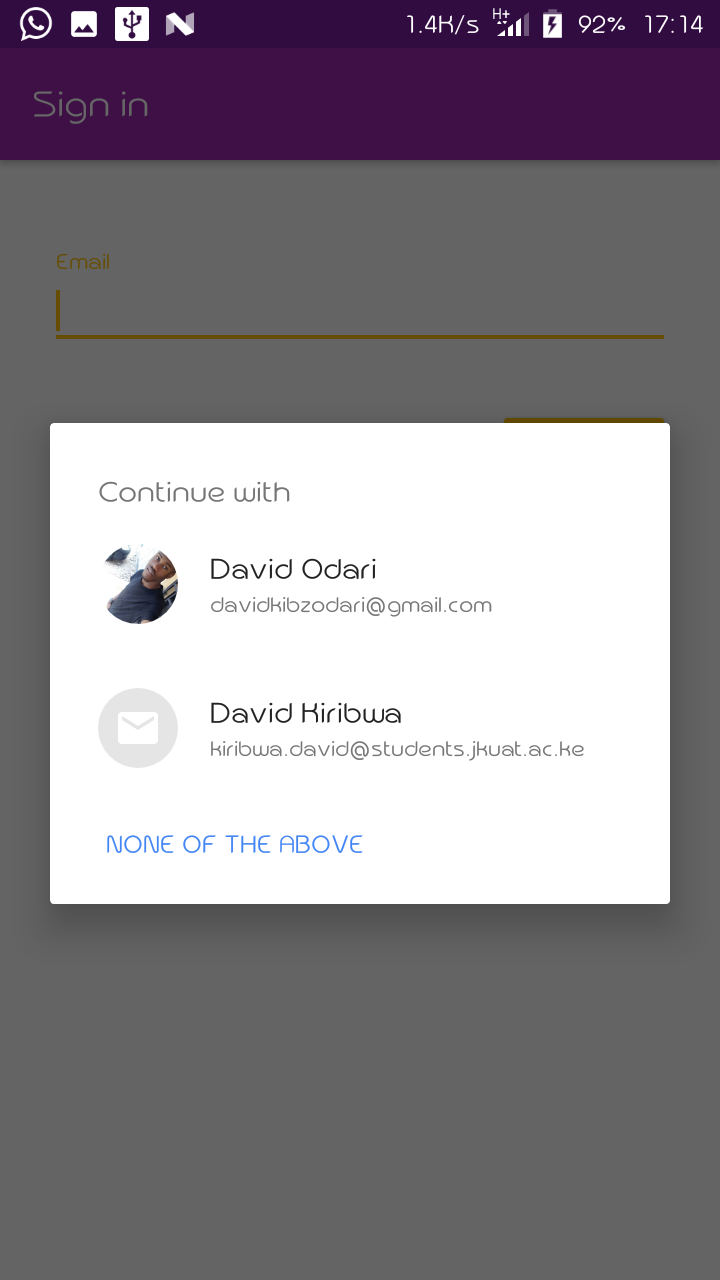 1.4K/s H+ 92% 17:14
Sign in
Email
Continue with
David Odari
davidkibzodari@gmail.com
David Kiribwa
kiribwa.david@students.jkuat.ac.ke
NONE OF THE ABOVE